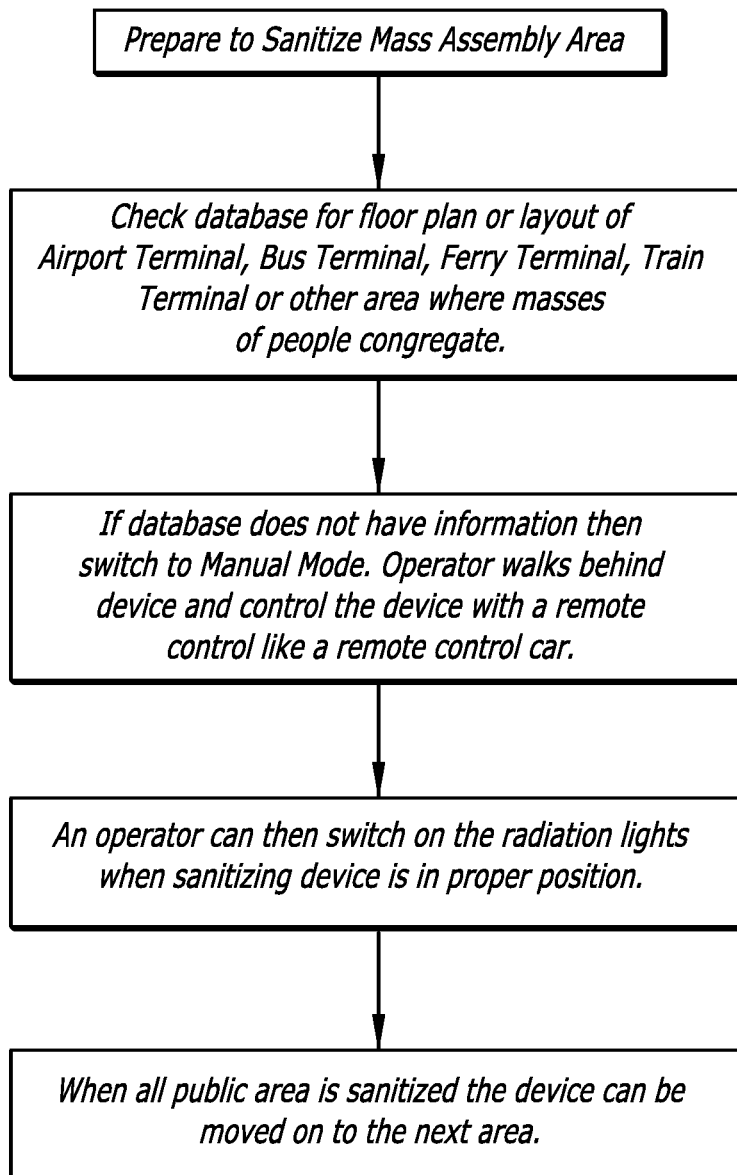 Prepare to Sanitize Mass Assembly Area
Check database for floor plan or layout of
Airport Terminal, Bus Terminal, Ferry Terminal, Train
Terminal or other area where masses
of people congregate.
If database does not have information then
switch to Manual Mode. Operator walks behind
device and control the device with a remote
control like a remote control car.
An operator can then switch on the radiation lights
when sanitizing device is in proper position.
When all public area is sanitized the device can be
moved on to the next area.